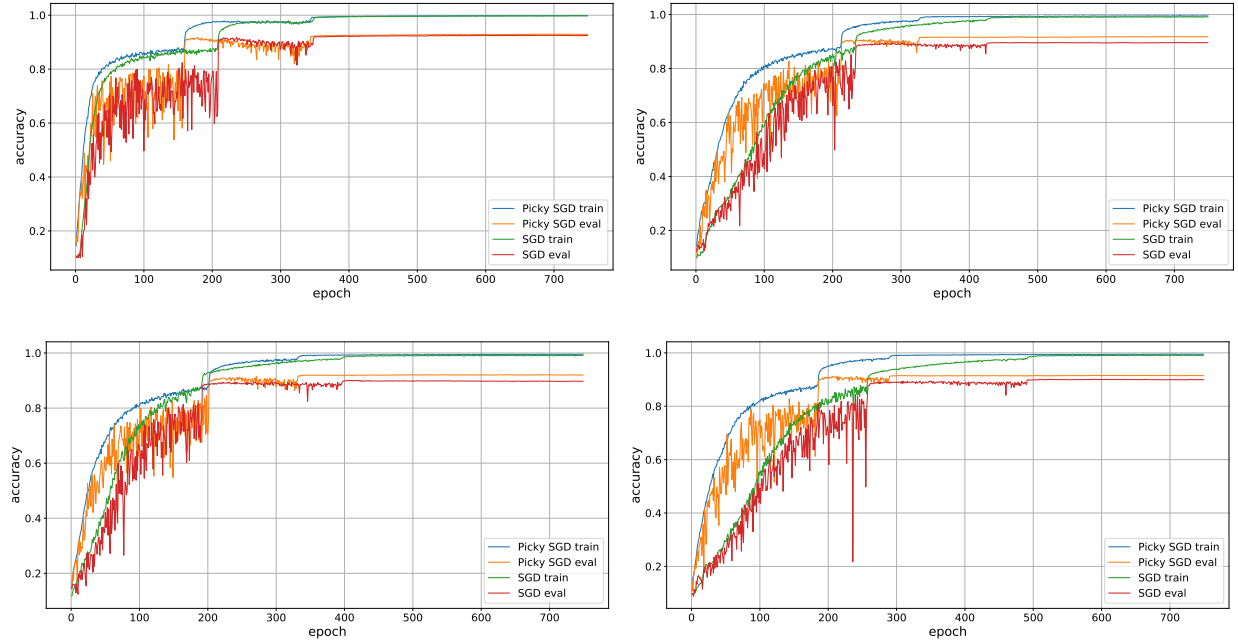 1.0
0.8
0.6
0.4
0.2
accuracy
0 100 200 300 400 500 600 700
epoch
Picky SGD train
Picky SGD eval
SGD train
SGD eval
1.0
0.8
0.6
0.4
0.2
accuracy
0 100 200 300 400 500 600 700
epoch
Picky SGD train
Picky SGD eval
SGD train
SGD eval
1.0
0.8
0.6
0.4
0.2
accuracy
0 100 200 300 400 500 600 700
epoch
Picky SGD train
Picky SGD eval
SGD train
SGD eval
1.0
0.8
0.6
0.4
0.2
accuracy
0 100 200 300 400 500 600 700
epoch
Picky SGD train
Picky SGD eval
SGD train
SGD eval